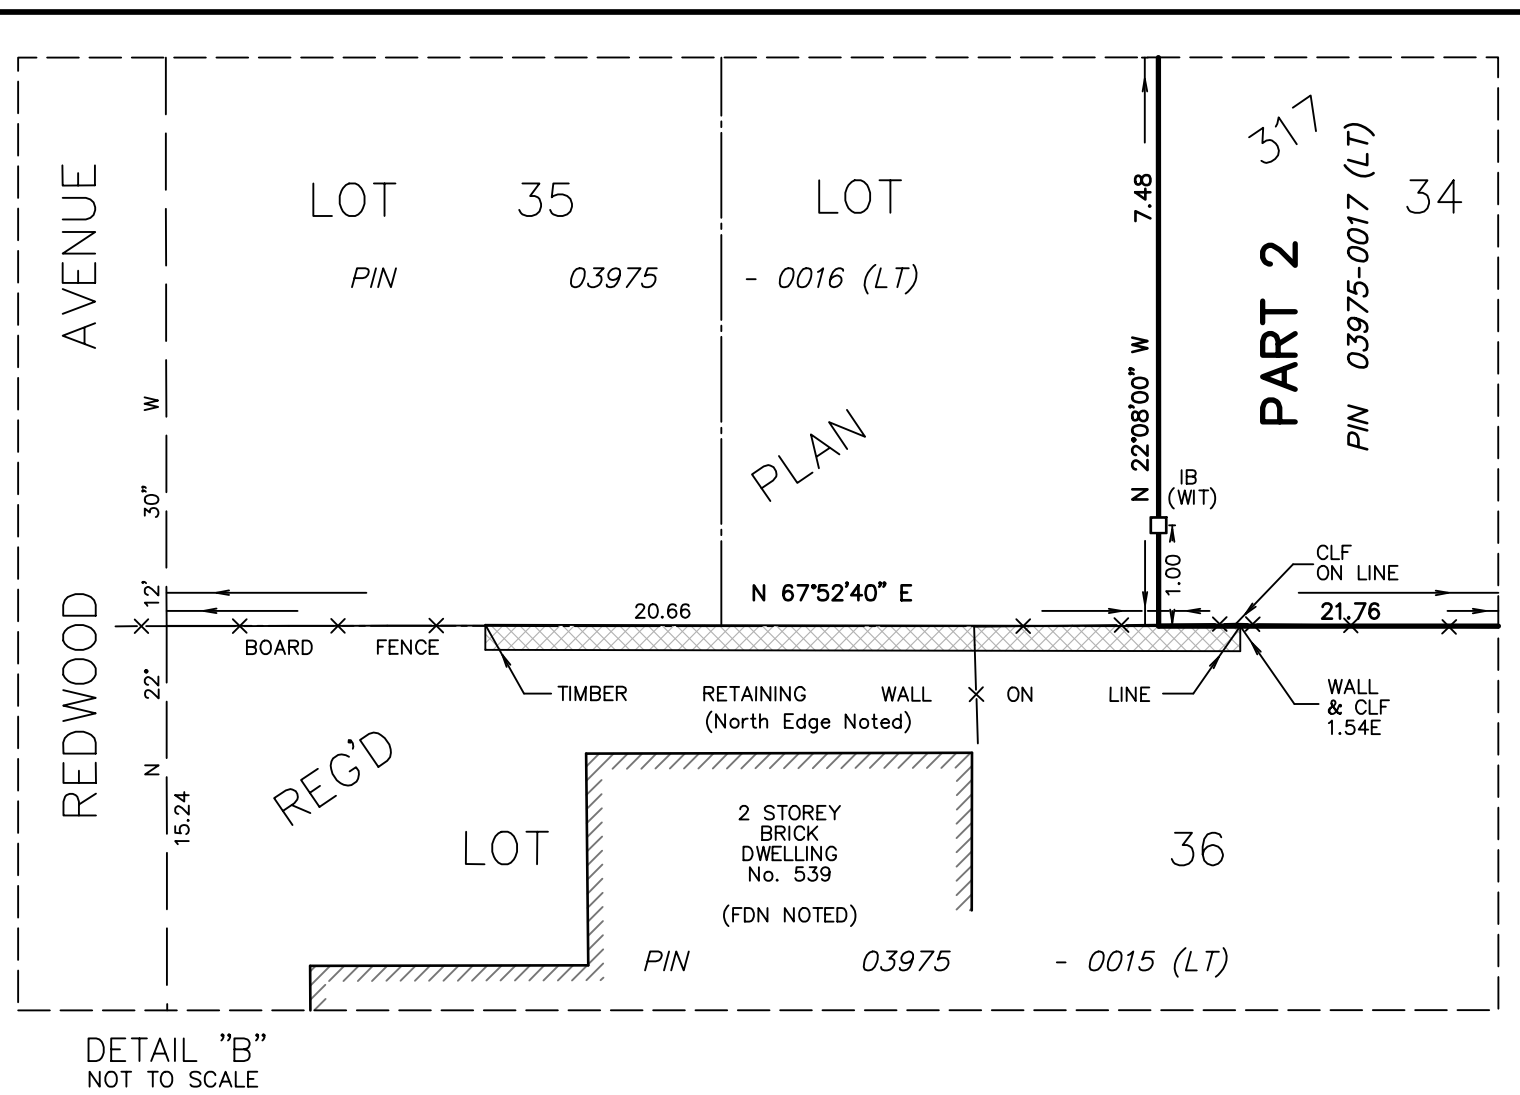 REDWOOD AVENUE
N 22° 12' 30" W
15.24
LOT 35
PIN 03975 - 0016 (LT)
LOT 34
REG'D PLAN 317
7.48
N 22°08'00" W
PART 2
PIN 03975-0017 (LT)
IB
(WIT)
1.00
CLF
ON LINE
N 67°52'40" E
20.66
21.76
BOARD FENCE
TIMBER RETAINING WALL ON LINE
(North Edge Noted)
WALL
& CLF
1.54E
2 STOREY
BRICK
DWELLING
No. 539
(FDN NOTED)
LOT 36
PIN 03975 - 0015 (LT)
DETAIL "B"
NOT TO SCALE